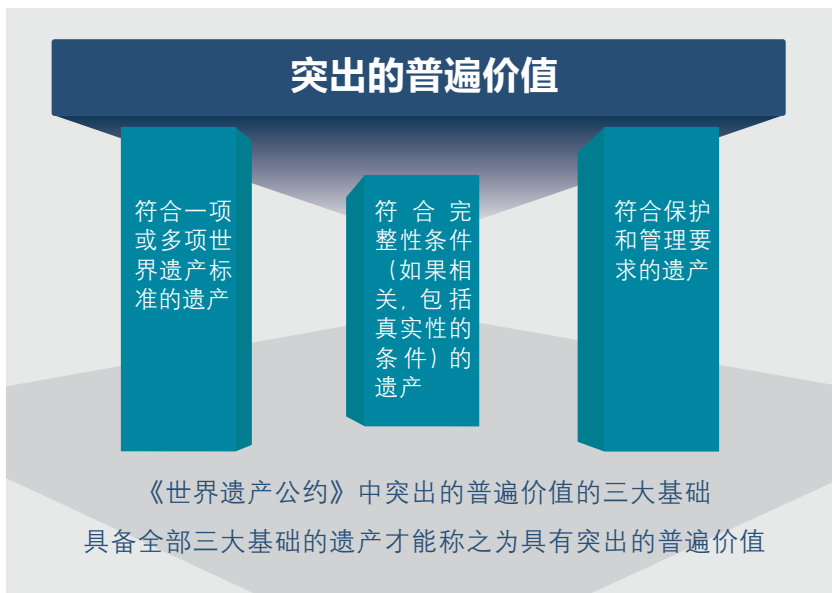 突出的普遍价值
符合一项
或多项世
界遗产标
准的遗产
符合完
整性条件
（如果相
关, 包括
真实性的
条件）的
遗产
符合保护
和管理要
求的遗产
《世界遗产公约》中突出的普遍价值的三大基础
具备全部三大基础的遗产才能称之为具有突出的普遍价值